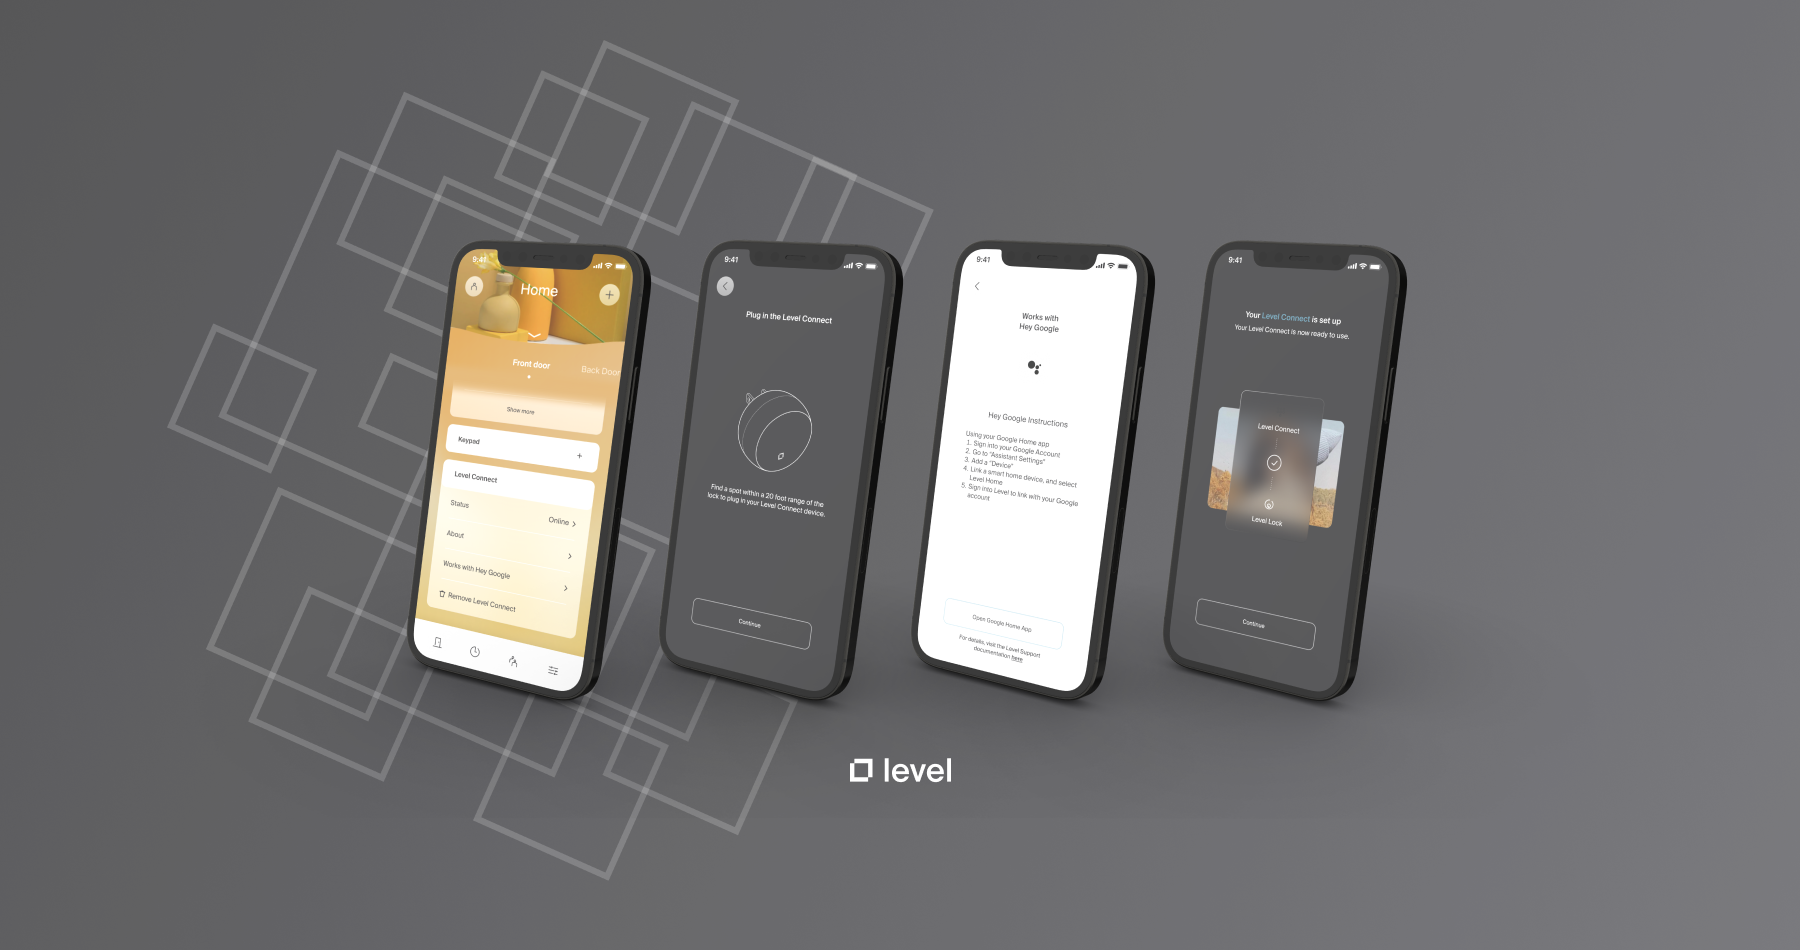 9:41
Home
Front door
Back Door
Show more
Keypad
Level Connect
Status
Online
About
Works with Hey Google
Remove Level Connect
9:41
Plug in the Level Connect
Find a spot within a 20 foot range of the
lock to plug in your Level Connect device.
Continue
9:41
Works with
Hey Google
Hey Google Instructions
Using your Google Home app
1. Sign into your Google Account
2. Go to "Assistant Settings"
3. Add a "Device"
4. Link a smart home device, and select
Level Home
5. Sign into Level to link with your Google
account
Open Google Home App
For details, visit the Level Support
documentation here
9:41
Your Level Connect is set up
Your Level Connect is now ready to use.
Level Connect
Level Lock
Continue
level